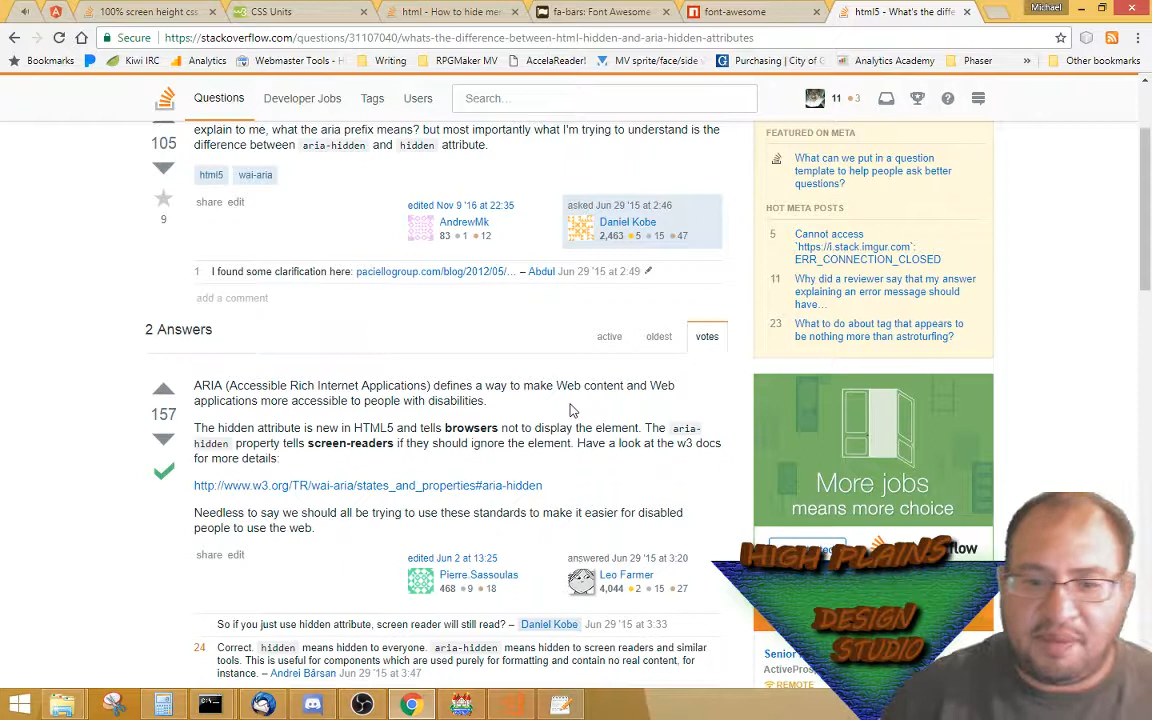 100% screen height css
CSS Units
html - How to hide mer
fa-bars: Font Awesome
font-awesome
html5 - What's the diffe
Michael
Secure
https://stackoverflow.com/questions/31107040/whats-the-difference-between-html-hidden-and-aria-hidden-attributes
Bookmarks
Kiwi IRC
Analytics
Webmaster Tools - H
Writing
RPGMaker MV
AccelaReader!
MV sprite/face/side
Purchasing | City of
Analytics Academy
Phaser
»
Other bookmarks
Questions
Developer Jobs
Tags
Users
Search...
11 ● 3
explain to me, what the aria prefix means? but most importantly what I'm trying to understand is the
105
difference between aria-hidden and hidden attribute.
html5
wai-aria
9
share edit
edited Nov 9 '16 at 22:35
AndrewMk
83 ● 1 ● 12
asked Jun 29 '15 at 2:46
Daniel Kobe
2,463 ● 5 ● 15 ● 47
1 I found some clarification here: paciellogroup.com/blog/2012/05/... – Abdul Jun 29 '15 at 2:49
add a comment
2 Answers
active
oldest
votes
157
ARIA (Accessible Rich Internet Applications) defines a way to make Web content and Web
applications more accessible to people with disabilities.
The hidden attribute is new in HTML5 and tells browsers not to display the element. The aria-
hidden property tells screen-readers if they should ignore the element. Have a look at the w3 docs
for more details:
http://www.w3.org/TR/wai-aria/states_and_properties#aria-hidden
Needless to say we should all be trying to use these standards to make it easier for disabled
people to use the web.
share edit
edited Jun 2 at 13:25
Pierre.Sassoulas
468 ● 9 ● 18
answered Jun 29 '15 at 3:20
Leo Farmer
4,044 ● 2 ● 15 ● 27
So if you just use hidden attribute, screen reader will still read? – Daniel Kobe Jun 29 '15 at 3:33
24 Correct. hidden means hidden to everyone. aria-hidden means hidden to screen readers and similar
tools. This is useful for components which are used purely for formatting and contain no real content, for
instance. – Andrei Bârsan Jun 29 '15 at 3:47
FEATURED ON META
What can we put in a question
template to help people ask better
questions?
HOT META POSTS
5 Cannot access
`https://i.stack.imgur.com`:
ERR_CONNECTION_CLOSED
11 Why did a reviewer say that my answer
explaining an error message should
have…
23 What to do about tag that appears to
be nothing more than astroturfing?
More jobs
means more choice
flow
HIGH PLAINS
DESIGN
STUDIO
Senior
ActivePros
REMOTE